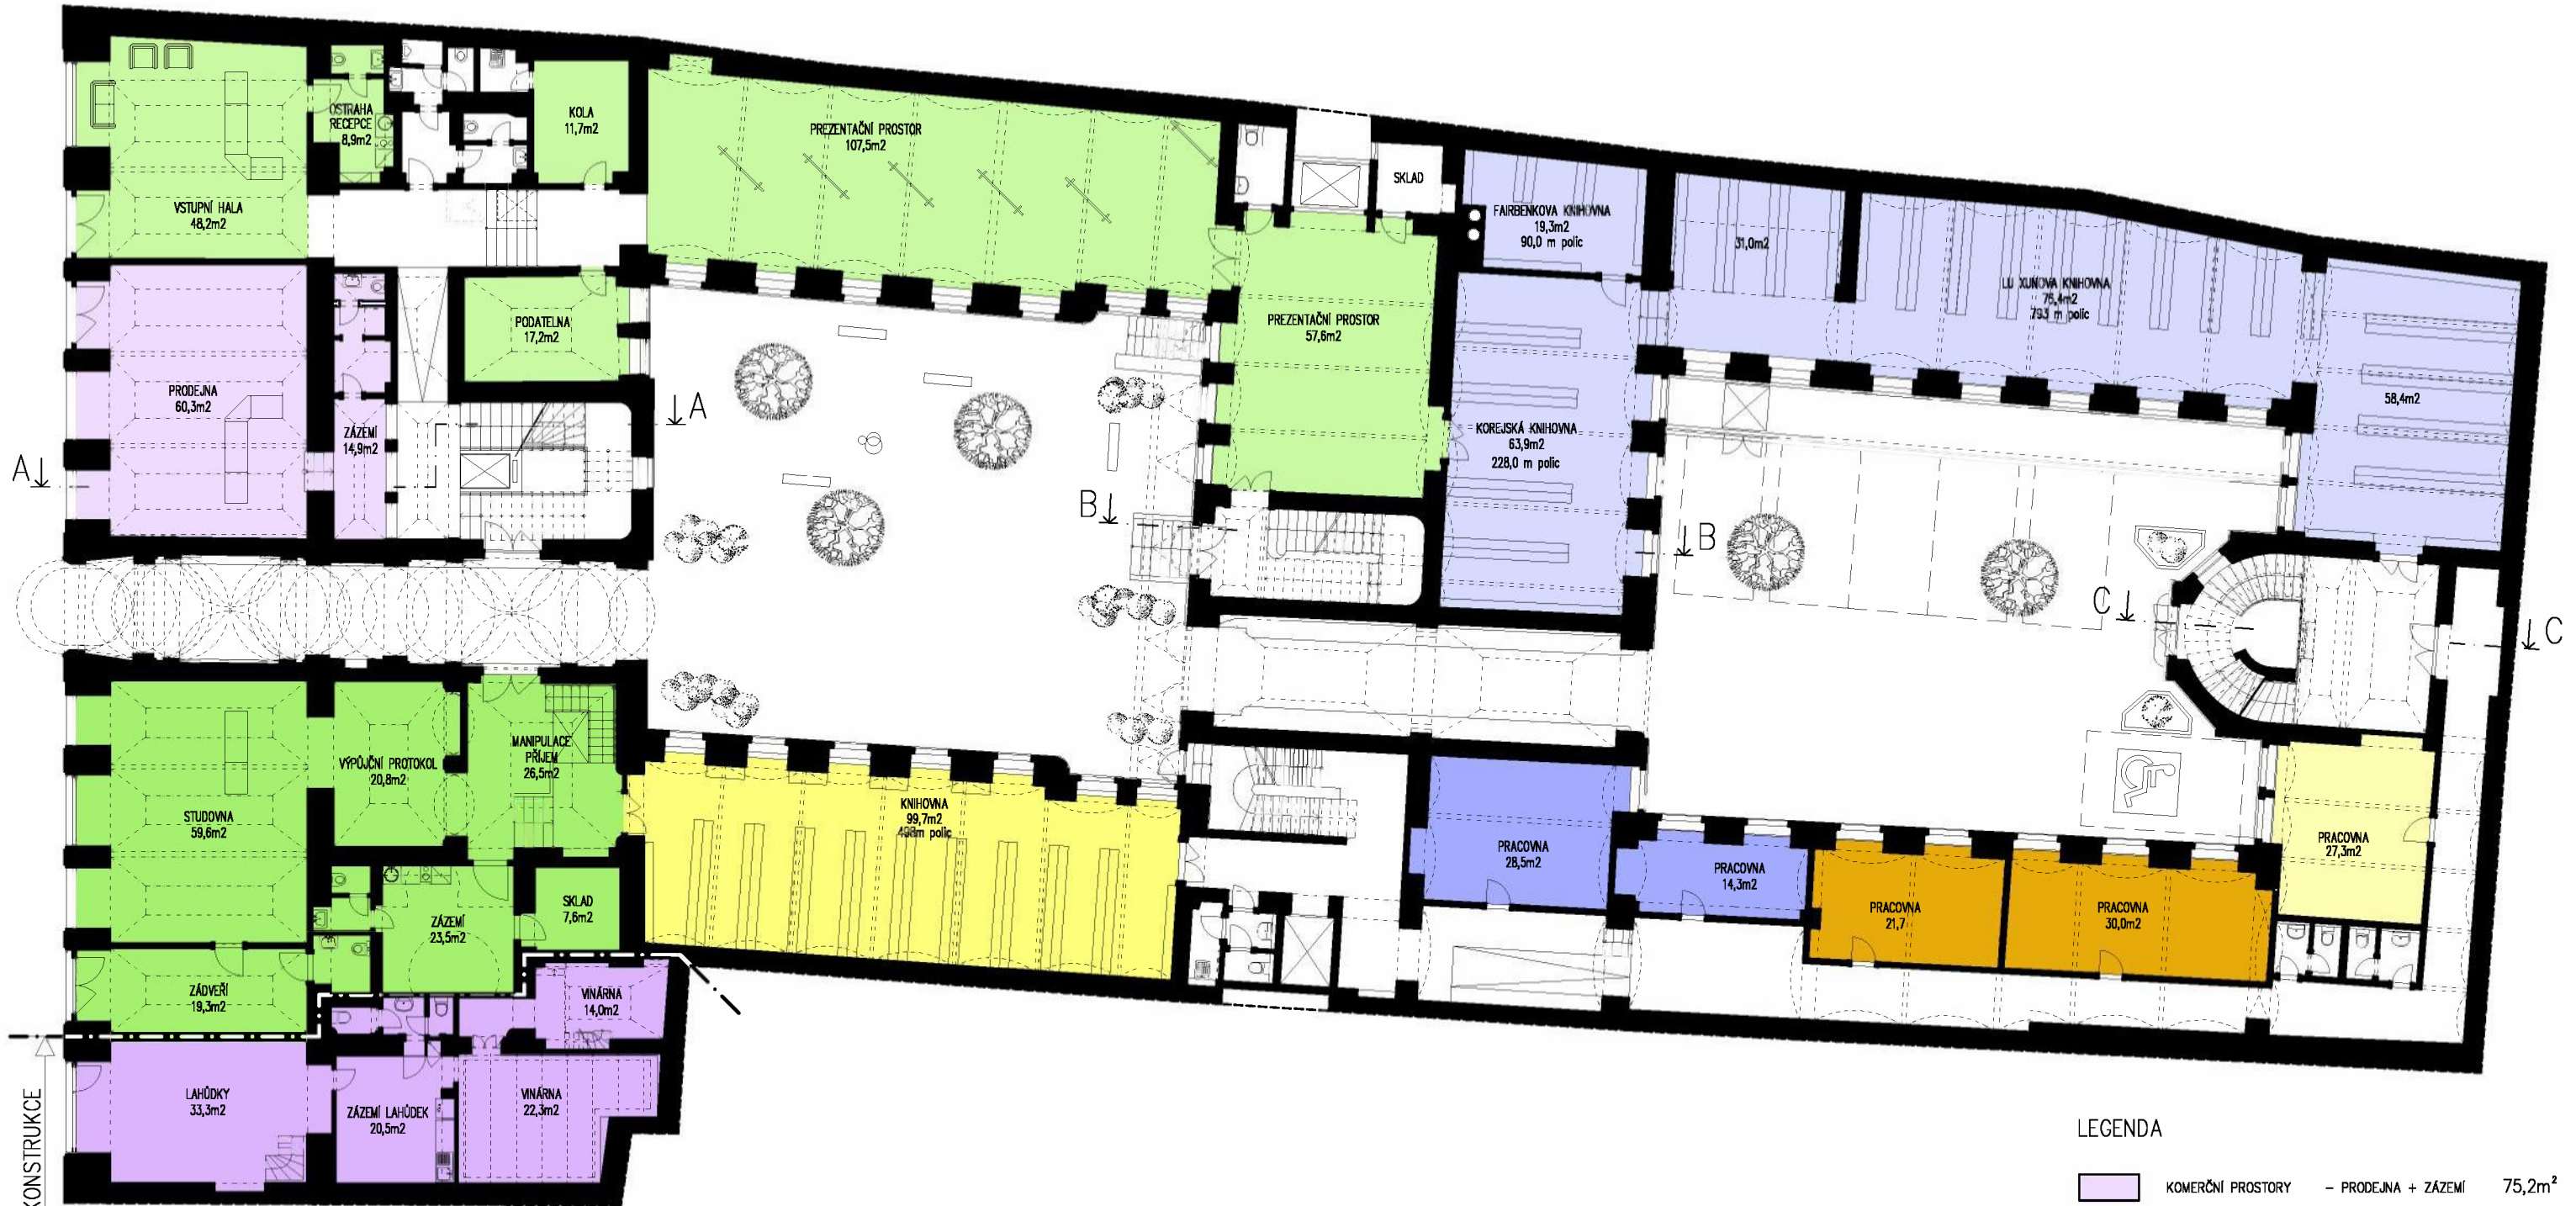 OSTRAHA
RECEPCE
8,9m2
KOLA
11,7m2
VSTUPNÍ HALA
48,2m2
PREZENTAČNÍ PROSTOR
107,5m2
SKLAD
FAIRBENKOVA KNIHOVNA
19,3m2
90,0 m polic
31,0m2
LU XUNOVA KNIHOVNA
75,4m2
793 m polic
58,4m2
PODATELNA
17,2m2
PREZENTAČNÍ PROSTOR
57,6m2
PRODEJNA
60,3m2
ZÁZEMÍ
14,9m2
KOREJSKÁ KNIHOVNA
63,9m2
228,0 m polic
A
A
B
B
C
C
STUDOVNA
59,6m2
VÝPŮJČNÍ PROTOKOL
20,8m2
MANIPULACE
PŘÍJEM
26,5m2
KNIHOVNA
99,7m2
498m polic
ZÁZEMÍ
23,5m2
SKLAD
7,6m2
ZÁDVEŘÍ
19,3m2
PRACOVNA
28,5m2
PRACOVNA
14,3m2
PRACOVNA
21,7
PRACOVNA
30,0m2
PRACOVNA
27,3m2
VINÁRNA
14,0m2
LAHŮDKY
33,3m2
ZÁZEMÍ LAHŮDEK
20,5m2
VINÁRNA
22,3m2
KONSTRUKCE
LEGENDA
KOMERČNÍ PROSTORY - PRODEJNA + ZÁZEMÍ 75,2m²